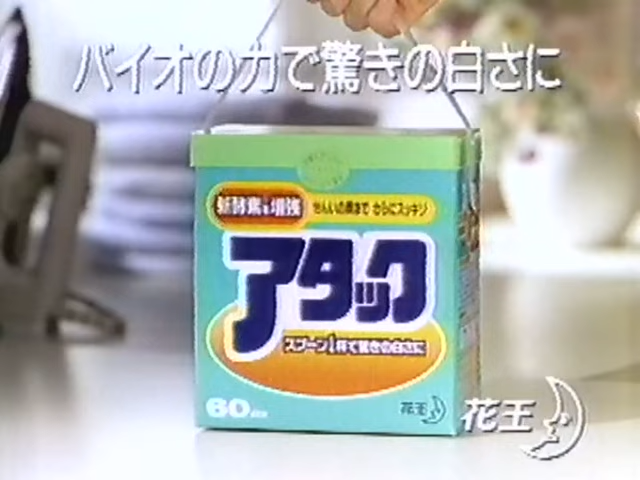 バイオの力で驚きの白さに
新酵素を増強
せんいの奥まで さらにスッキリ
アタック
スプーン1杯で驚きの白さに
60
花王
花王